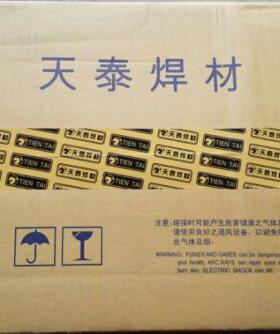 天泰焊材
天泰焊材 TIEN TAI
注意:熔接时可能产生危害健康之气体及
请使用良好之通风设备,以避免
此气体及烟.
WARNING: FUMES AND GASES can be
your health, ARC RAYS can injure eyes
burn skin, ELECTRIC SHOCK can kill.